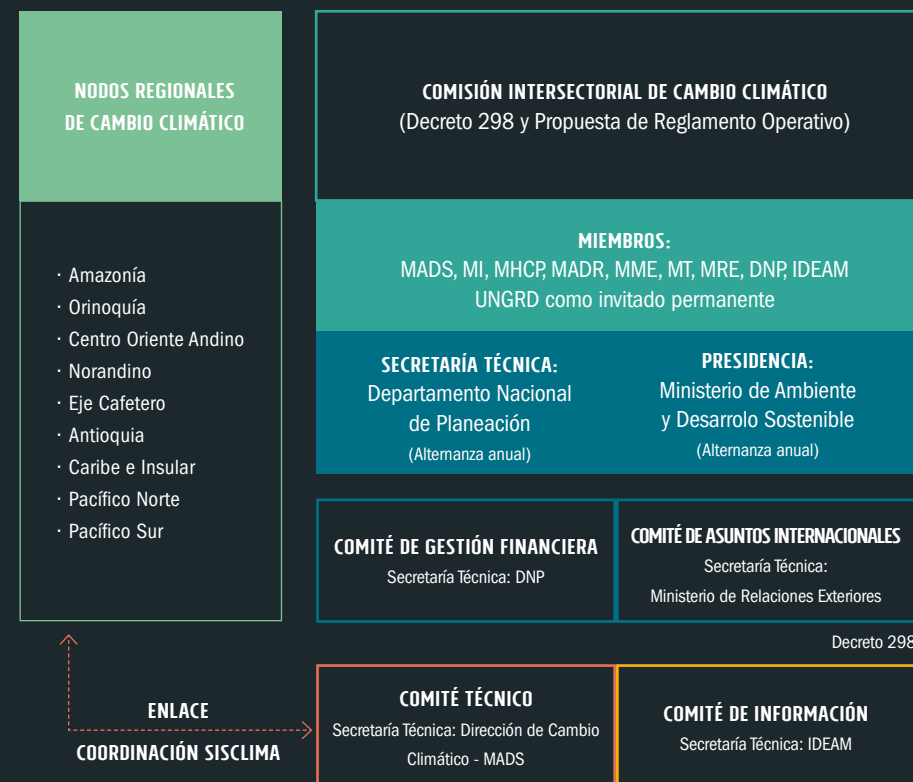 NODOS REGIONALES
DE CAMBIO CLIMÁTICO
· Amazonía
· Orinoquía
· Centro Oriente Andino
· Norandino
· Eje Cafetero
· Antioquia
· Caribe e Insular
· Pacífico Norte
· Pacífico Sur
COMISIÓN INTERSECTORIAL DE CAMBIO CLIMÁTICO
(Decreto 298 y Propuesta de Reglamento Operativo)
MIEMBROS:
MADS, MI, MHCP, MADR, MME, MT, MRE, DNP, IDEAM
UNGRD como invitado permanente
SECRETARÍA TÉCNICA:
Departamento Nacional
de Planeación
(Alternanza anual)
PRESIDENCIA:
Ministerio de Ambiente
y Desarrolo Sostenible
(Alternanza anual)
COMITÉ DE GESTIÓN FINANCIERA
Secretaría Técnica: DNP
COMITÉ DE ASUNTOS INTERNACIONALES
Secretaría Técnica:
Ministerio de Relaciones Exteriores
Decreto 298
ENLACE
COORDINACIÓN SISCLIMA
COMITÉ TÉCNICO
Secretaría Técnica: Dirección de Cambio
Climático - MADS
COMITÉ DE INFORMACIÓN
Secretaría Técnica: IDEAM